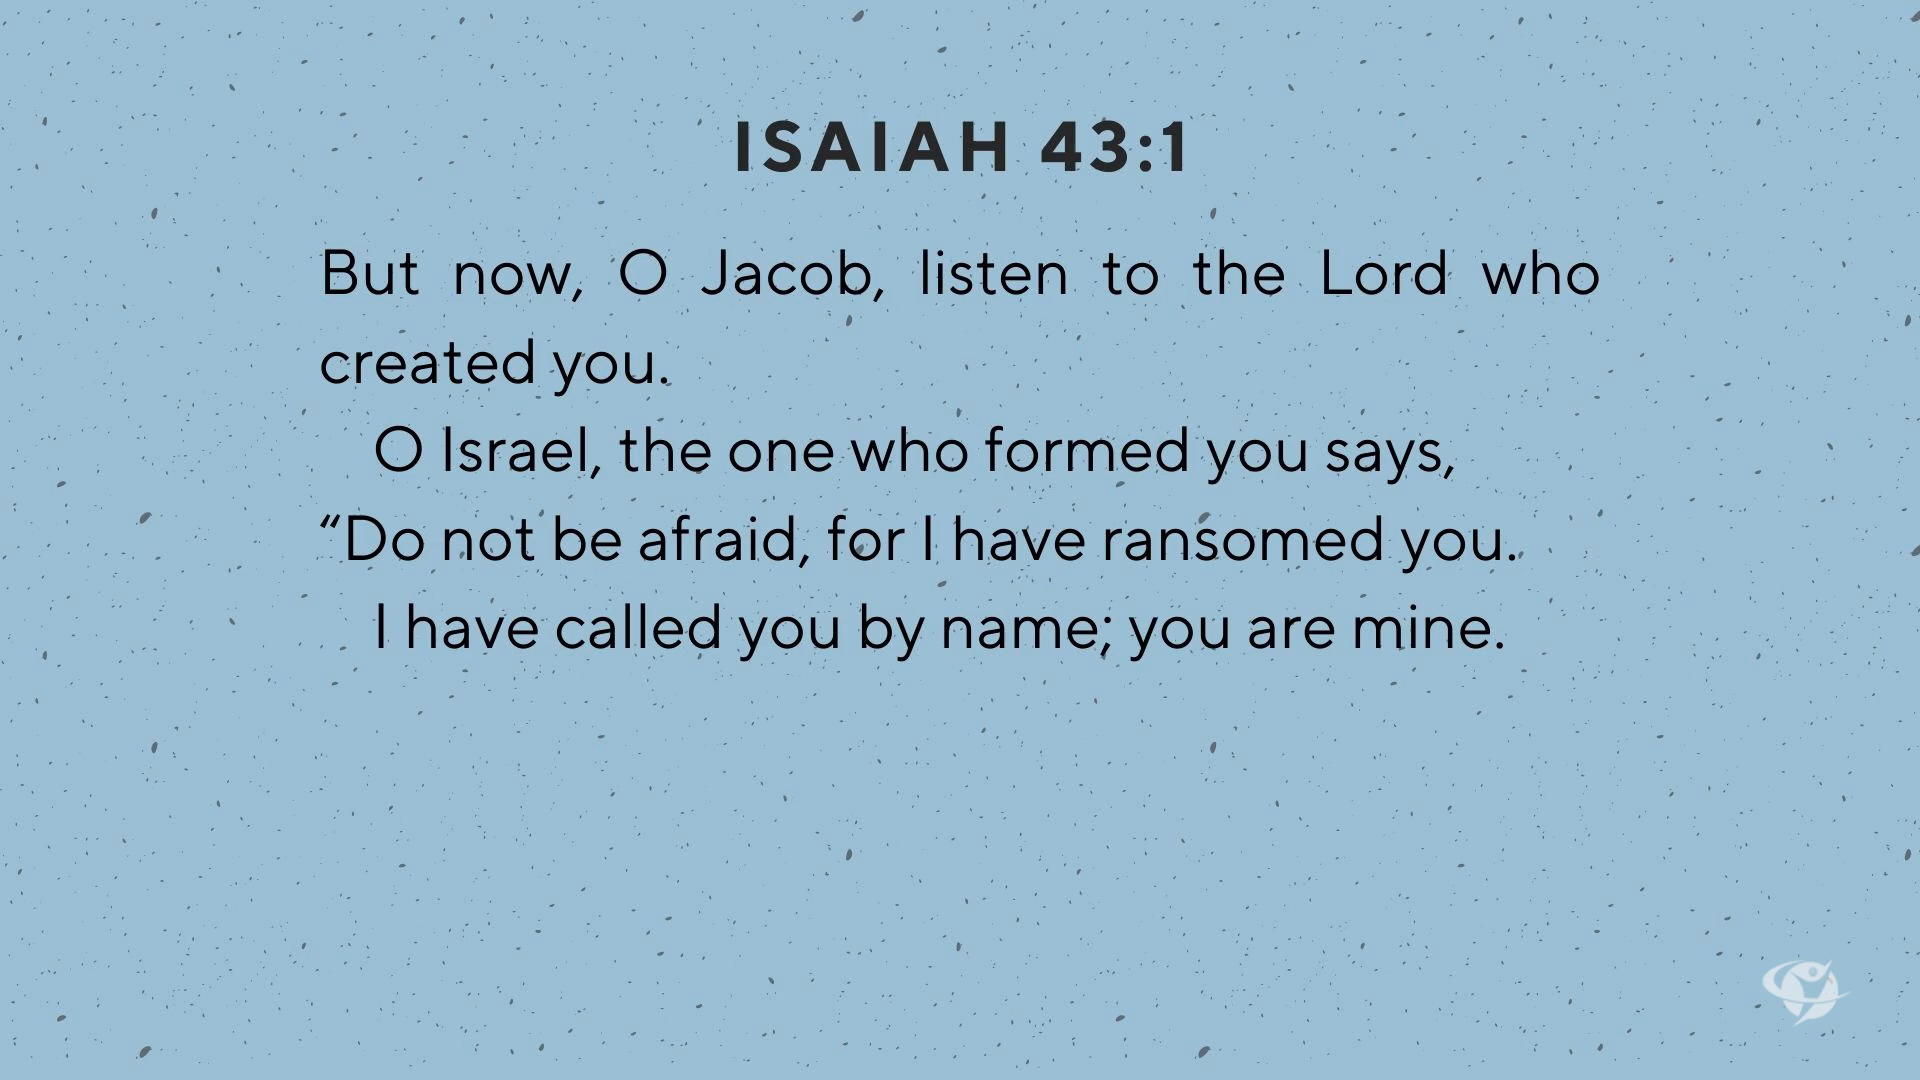 ISAIAH 43:1
But now, O Jacob, listen to the Lord who
created you.
O Israel, the one who formed you says,
“Do not be afraid, for I have ransomed you.
I have called you by name; you are mine.